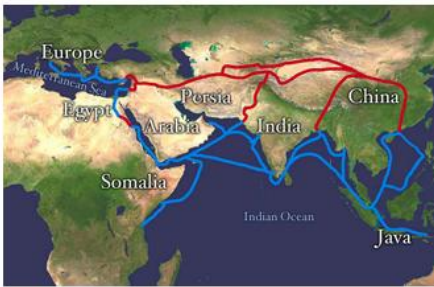 Europe
Mediterranean Sea
Egypt
Persia
China
Arabia
India
Somalia
Indian Ocean
Java